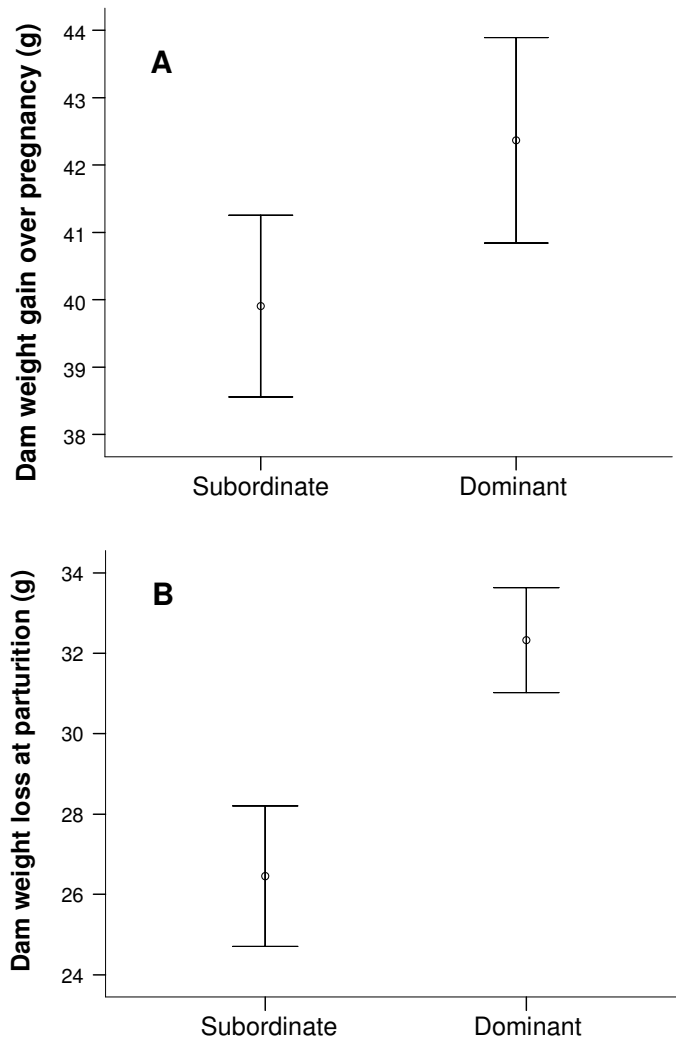 Dam weight gain over pregnancy (g)
A
44
43
42
41
40
39
38
Subordinate Dominant
Dam weight loss at parturition (g)
B
34
32
30
28
26
24
Subordinate Dominant